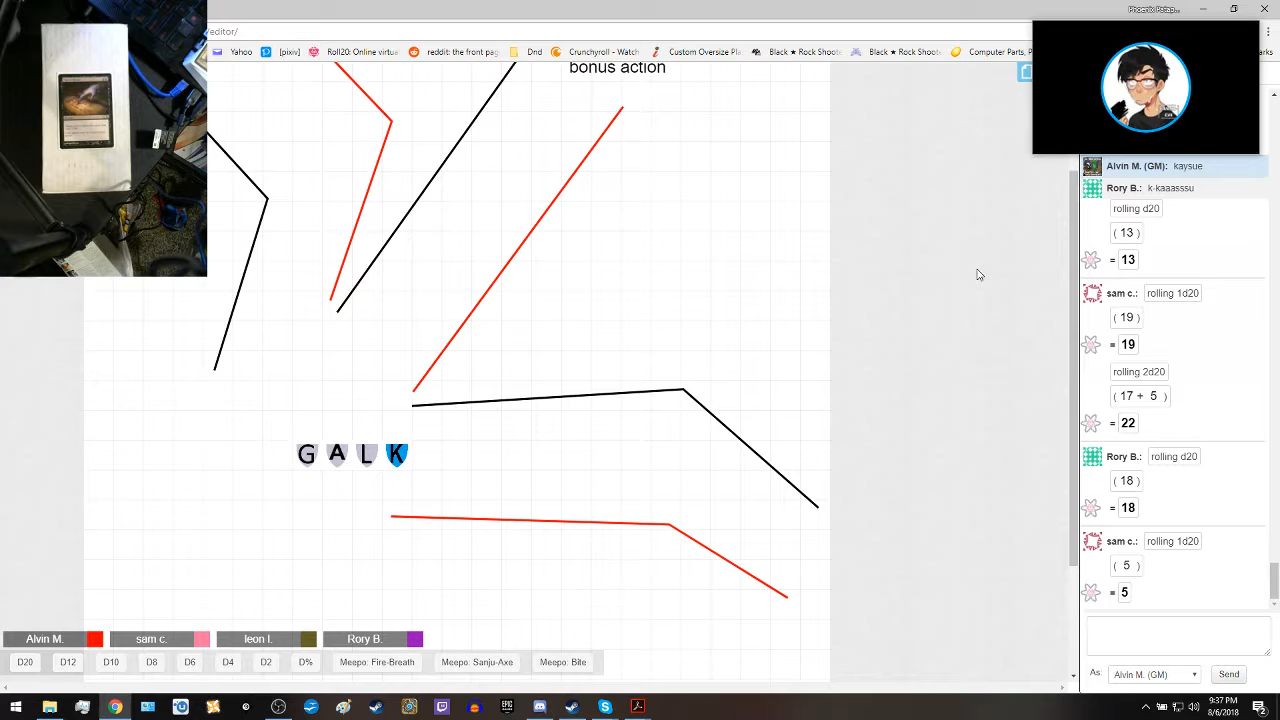 Phoenix Potap...
editor/
Yahoo
[pixiv]
Roll20: Online virtua
reddit: the front pag
Dnd
Crunchyroll - Watch
Custom Oversize Pla
Black ★ Rock Shoote
Black ★ Rock Shoote
Computer Parts, P
bonus action
Alvin M. (GM): kaysue
Rory B.: k-kaaasssu
rolling d20
( 13 )
= 13
sam c.: rolling 1d20
( 19 )
= 19
rolling 2d20
( 17 + 5 )
= 22
Rory B.: rolling d20
( 18 )
= 18
sam c.: rolling 1d20
( 5 )
= 5
G A L K
Alvin M.
sam c.
leon l.
Rory B.
D20
D12
D10
D8
D6
D4
D2
D%
Meepo: Fire-Breath
Meepo: Sanju-Axe
Meepo: Bite
As: Alvin M. (GM)
Send
EPIC
9:37 PM
8/6/2018